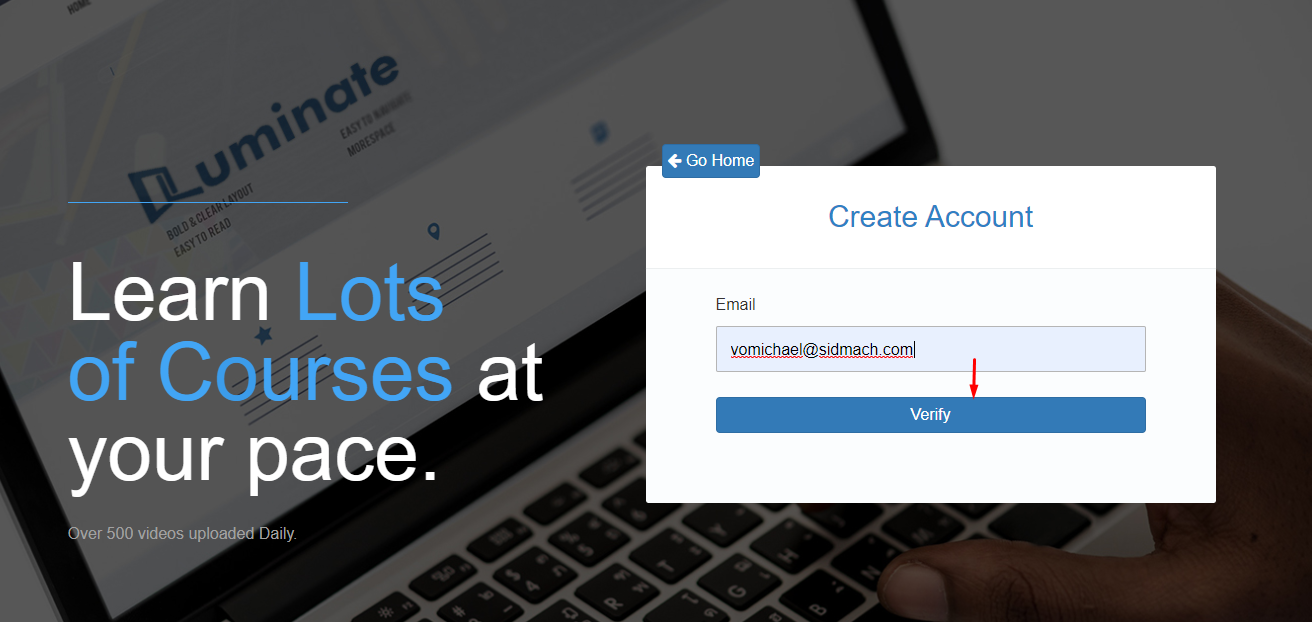 HOME
Luminate
EASY TO NAVIGATE
MORESPACE
BOLD & CLEAR LAYOUT
EASY TO READ
Learn Lots
of Courses at
your pace.
Over 500 videos uploaded Daily.
Go Home
Create Account
Email
vomichael@sidmach.com
Verify